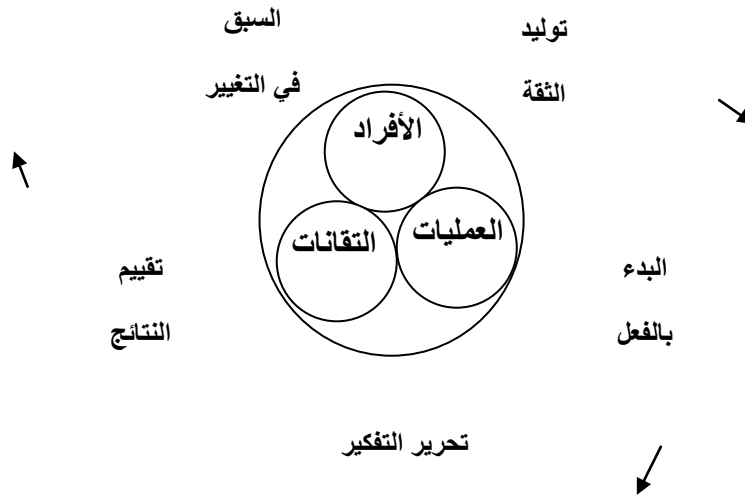 توليد
الثقة
السبق
في التغيير
الأفراد
العمليات
التقانات
البدء
بالفعل
تقييم
النتائج
تحرير التفكير